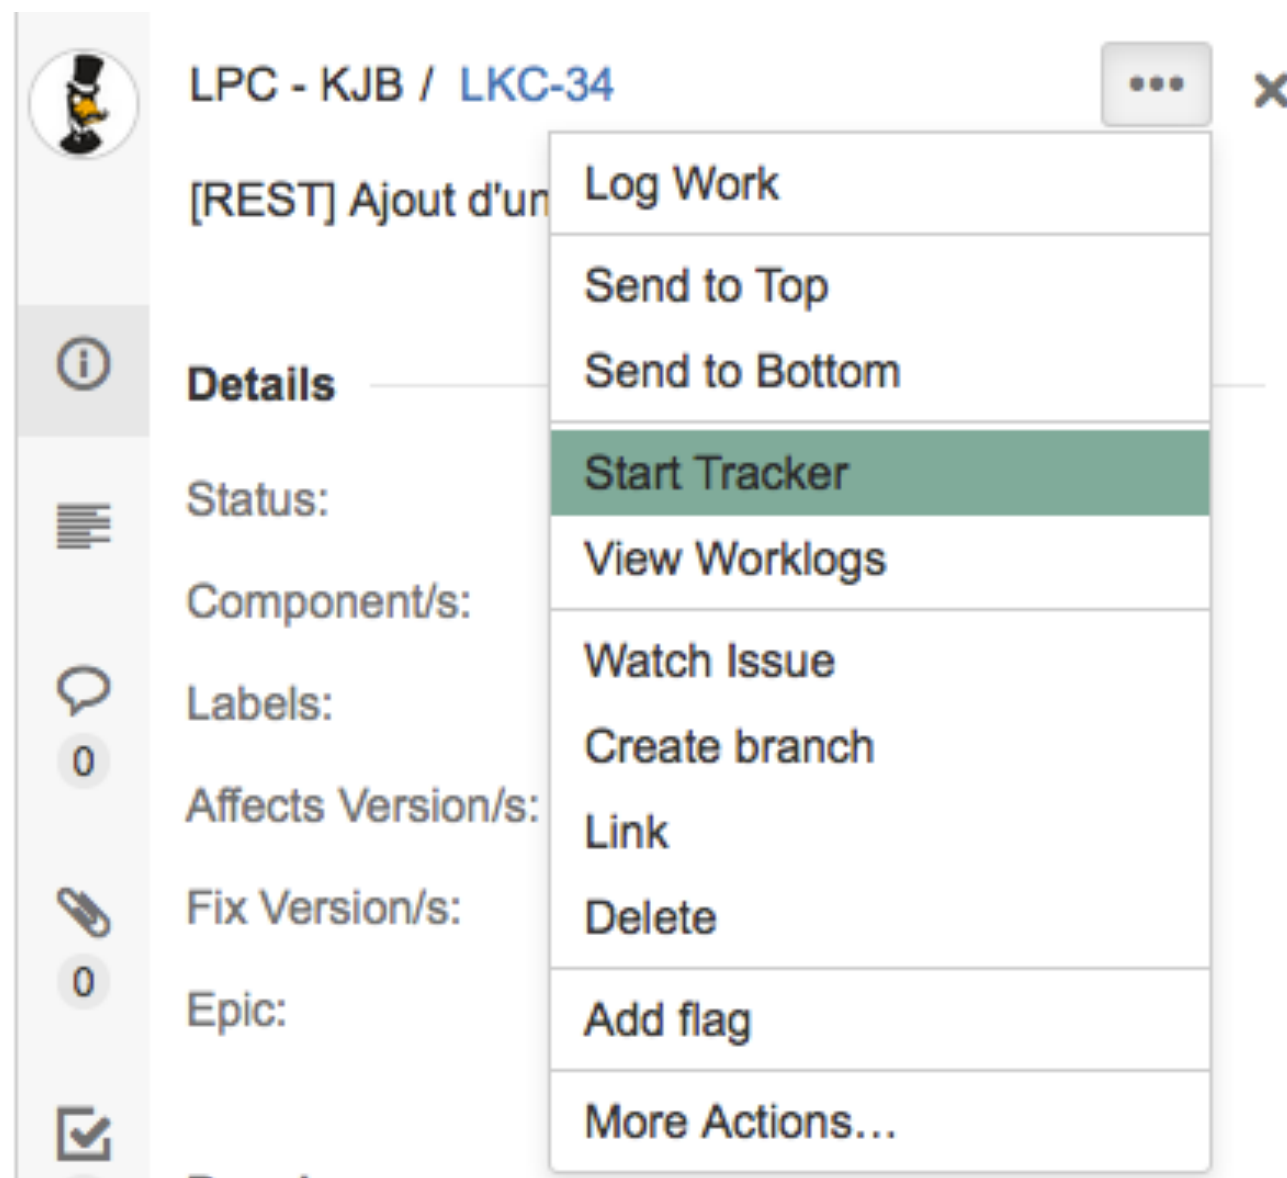 LPC - KJB / LKC-34
•••
[REST] Ajout d'un
Log Work
Send to Top
Send to Bottom
Start Tracker
View Worklogs
Watch Issue
Create branch
Link
Delete
Add flag
More Actions...
Details
Status:
Component/s:
Labels:
Affects Version/s:
Fix Version/s:
Epic:
0
0